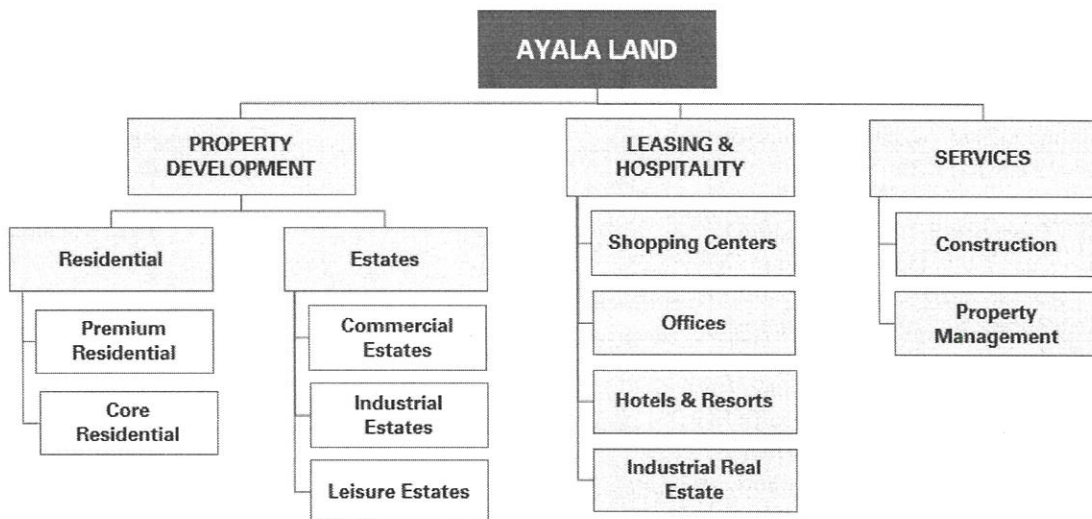 AYALA LAND
PROPERTY
DEVELOPMENT
LEASING &
HOSPITALITY
SERVICES
Residential
Estates
Premium
Residential
Core
Residential
Commercial
Estates
Industrial
Estates
Leisure Estates
Shopping Centers
Offices
Hotels & Resorts
Industrial Real
Estate
Construction
Property
Management